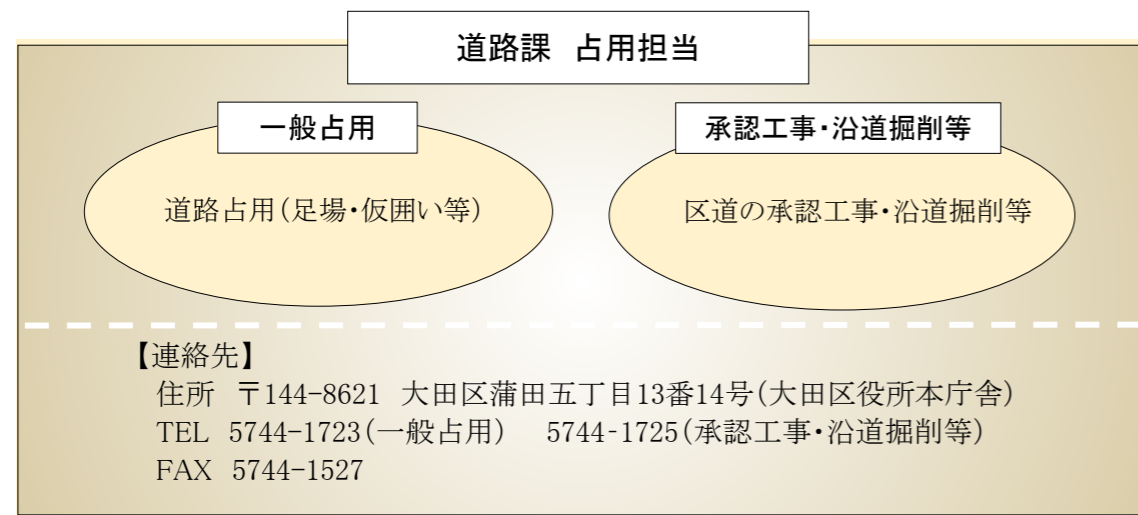 道路課　占用担当
一般占用
承認工事・沿道掘削等
道路占用(足場・仮囲い等)
区道の承認工事・沿道掘削等
【連絡先】
住所　〒144-8621　大田区蒲田五丁目13番14号(大田区役所本庁舎)
TEL　5744-1723(一般占用)　5744-1725(承認工事・沿道掘削等)
FAX　5744-1527